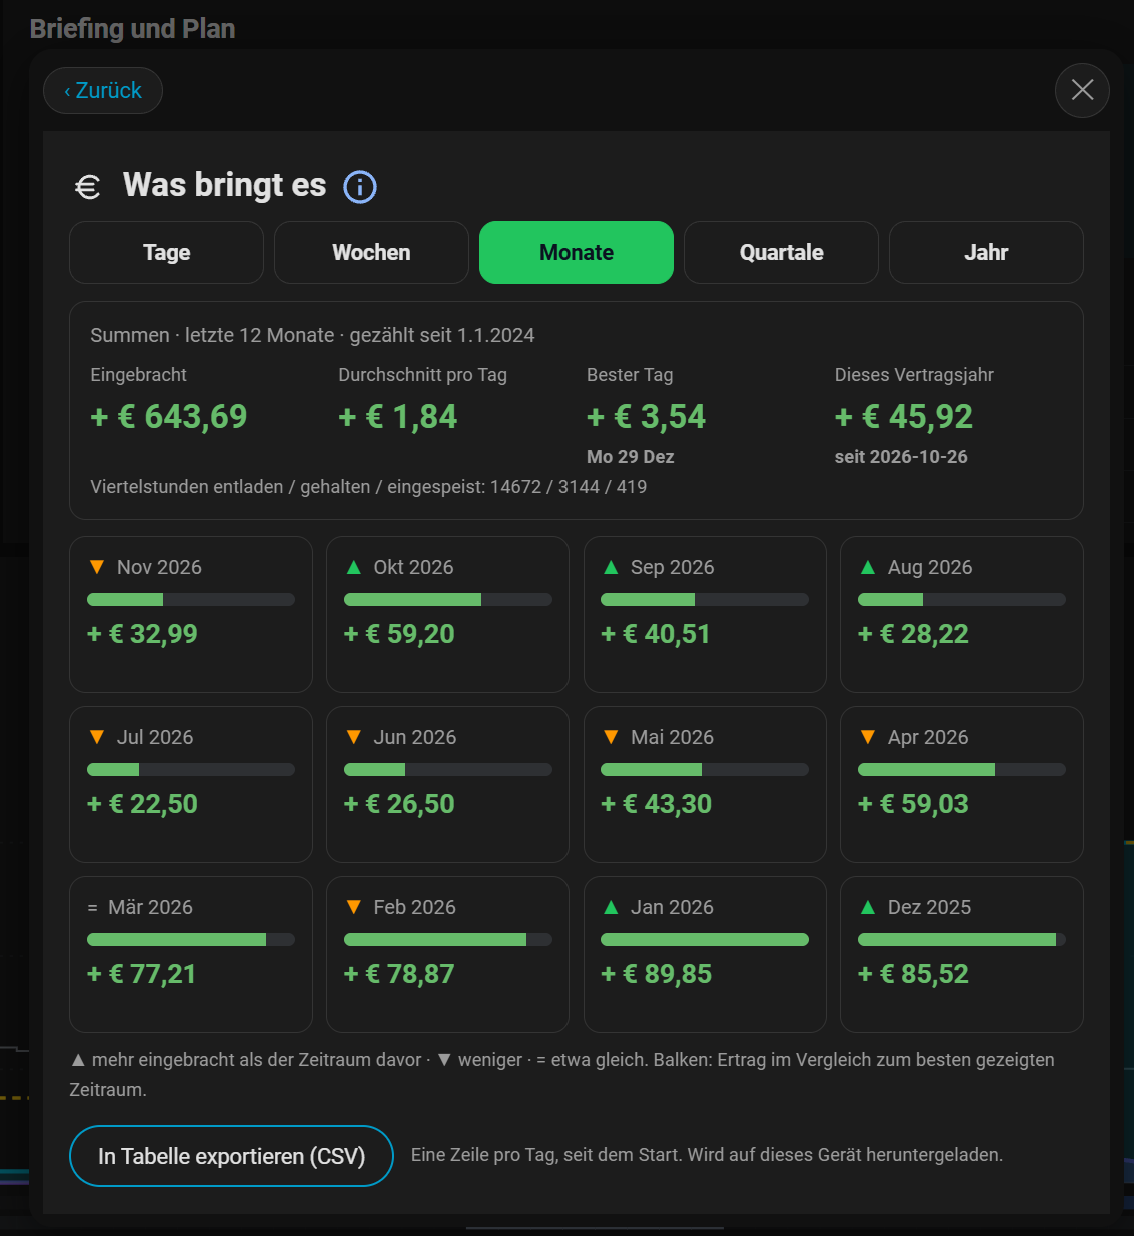 Briefing und Plan
‹ Zurück
€ Was bringt es
Tage Wochen Monate Quartale Jahr
Summen · letzte 12 Monate · gezählt seit 1.1.2024
Eingebracht Durchschnitt pro Tag Bester Tag Dieses Vertragsjahr
+ € 643,69 + € 1,84 + € 3,54 + € 45,92
Mo 29 Dez seit 2026-10-26
Viertelstunden entladen / gehalten / eingespeist: 14672 / 3144 / 419
▼ Nov 2026 ▲ Okt 2026 ▲ Sep 2026 ▲ Aug 2026
+ € 32,99 + € 59,20 + € 40,51 + € 28,22
▼ Jul 2026 ▼ Jun 2026 ▼ Mai 2026 ▼ Apr 2026
+ € 22,50 + € 26,50 + € 43,30 + € 59,03
= Mär 2026 ▼ Feb 2026 ▲ Jan 2026 ▲ Dez 2025
+ € 77,21 + € 78,87 + € 89,85 + € 85,52
▲ mehr eingebracht als der Zeitraum davor · ▼ weniger · = etwa gleich. Balken: Ertrag im Vergleich zum besten gezeigten
Zeitraum.
In Tabelle exportieren (CSV) Eine Zeile pro Tag, seit dem Start. Wird auf dieses Gerät heruntergeladen.